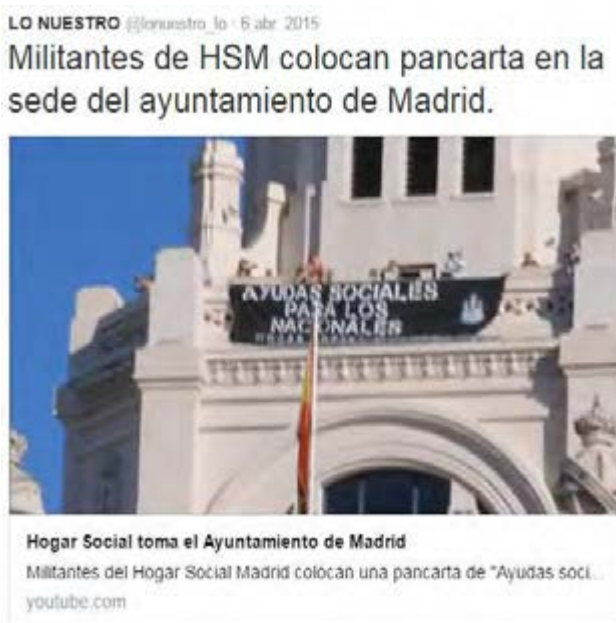 LO NUESTRO @lonuestro_lo · 6 abr 2015
Militantes de HSM colocan pancarta en la
sede del ayuntamiento de Madrid.
AYUDAS SOCIALES
PARA LOS
NACIONALES
HOGAR
Hogar Social toma el Ayuntamiento de Madrid
Militantes del Hogar Social Madrid colocan una pancarta de "Ayudas soci...
youtube.com